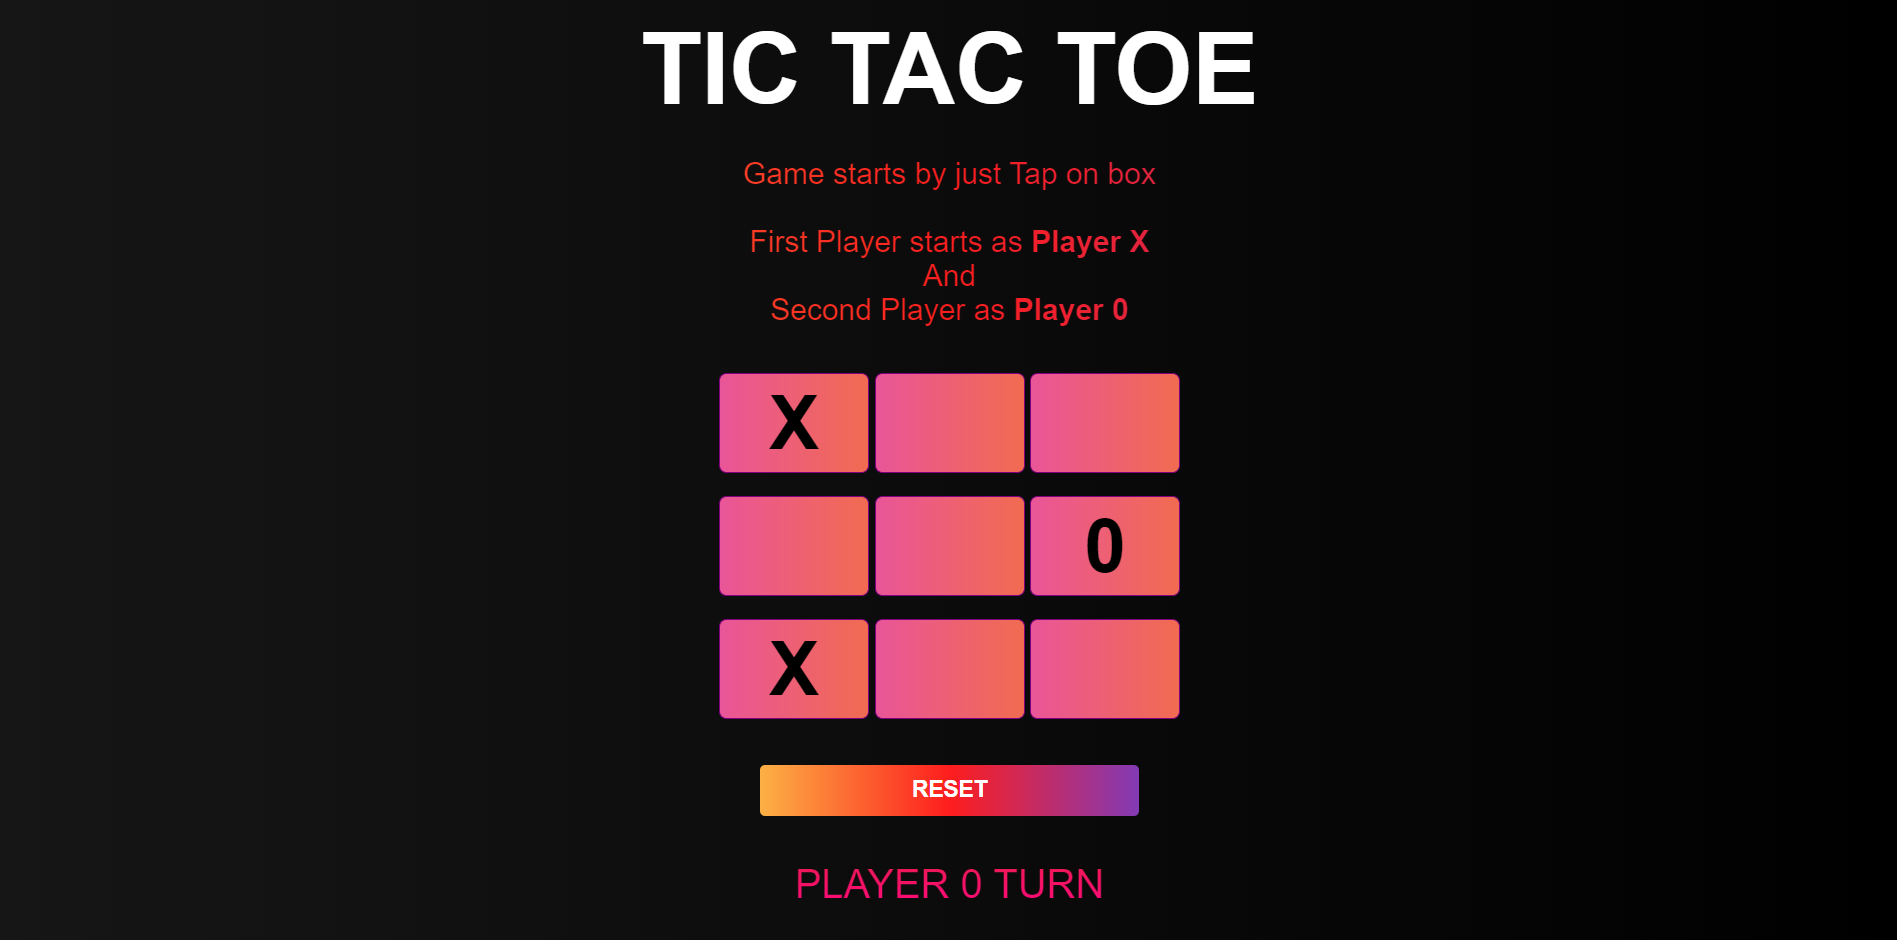 TIC TAC TOE
Game starts by just Tap on box
First Player starts as Player X
And
Second Player as Player 0
X
0
X
RESET
PLAYER 0 TURN